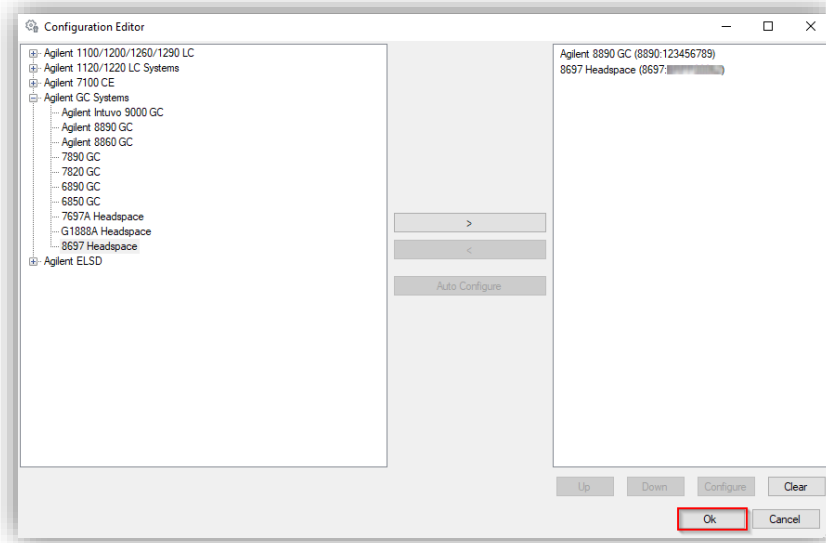 Configuration Editor
Agilent 1100/1200/1260/1290 LC
Agilent 1120/1220 LC Systems
Agilent 7100 CE
Agilent GC Systems
Agilent Intuvo 9000 GC
Agilent 8890 GC
Agilent 8860 GC
7890 GC
7820 GC
6890 GC
6850 GC
7697A Headspace
G1888A Headspace
8697 Headspace
Agilent ELSD
>
<
Auto Configure
Agilent 8890 GC (8890:123456789)
8697 Headspace (8697: )
Up
Down
Configure
Clear
Ok
Cancel